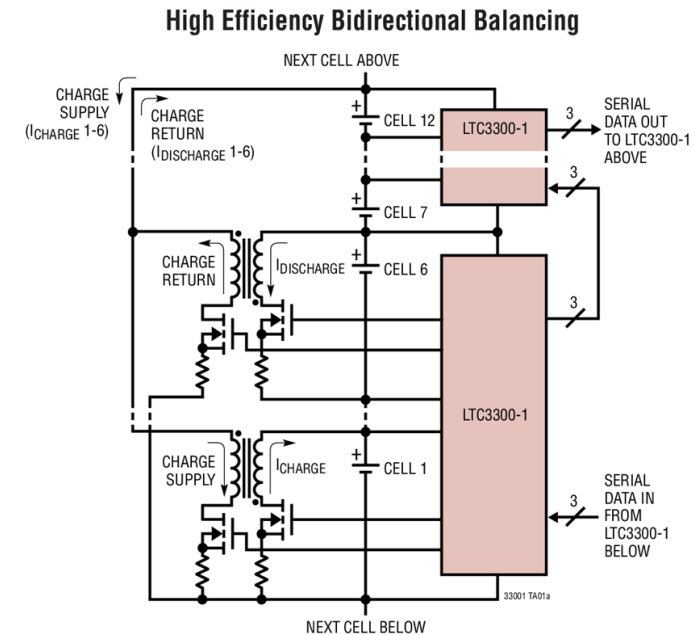 High Efficiency Bidirectional Balancing
NEXT CELL ABOVE
CHARGE
SUPPLY
(ICHARGE 1-6)
CHARGE
RETURN
(IDISCHARGE 1-6)
+
CELL 12
LTC3300-1
3
SERIAL
DATA OUT
TO LTC3300-1
ABOVE
3
+
CELL 7
CHARGE
RETURN
IDISCHARGE
+
CELL 6
3
LTC3300-1
CHARGE
SUPPLY
ICHARGE
+
CELL 1
3
SERIAL
DATA IN
FROM
LTC3300-1
BELOW
33001 TA01a
NEXT CELL BELOW